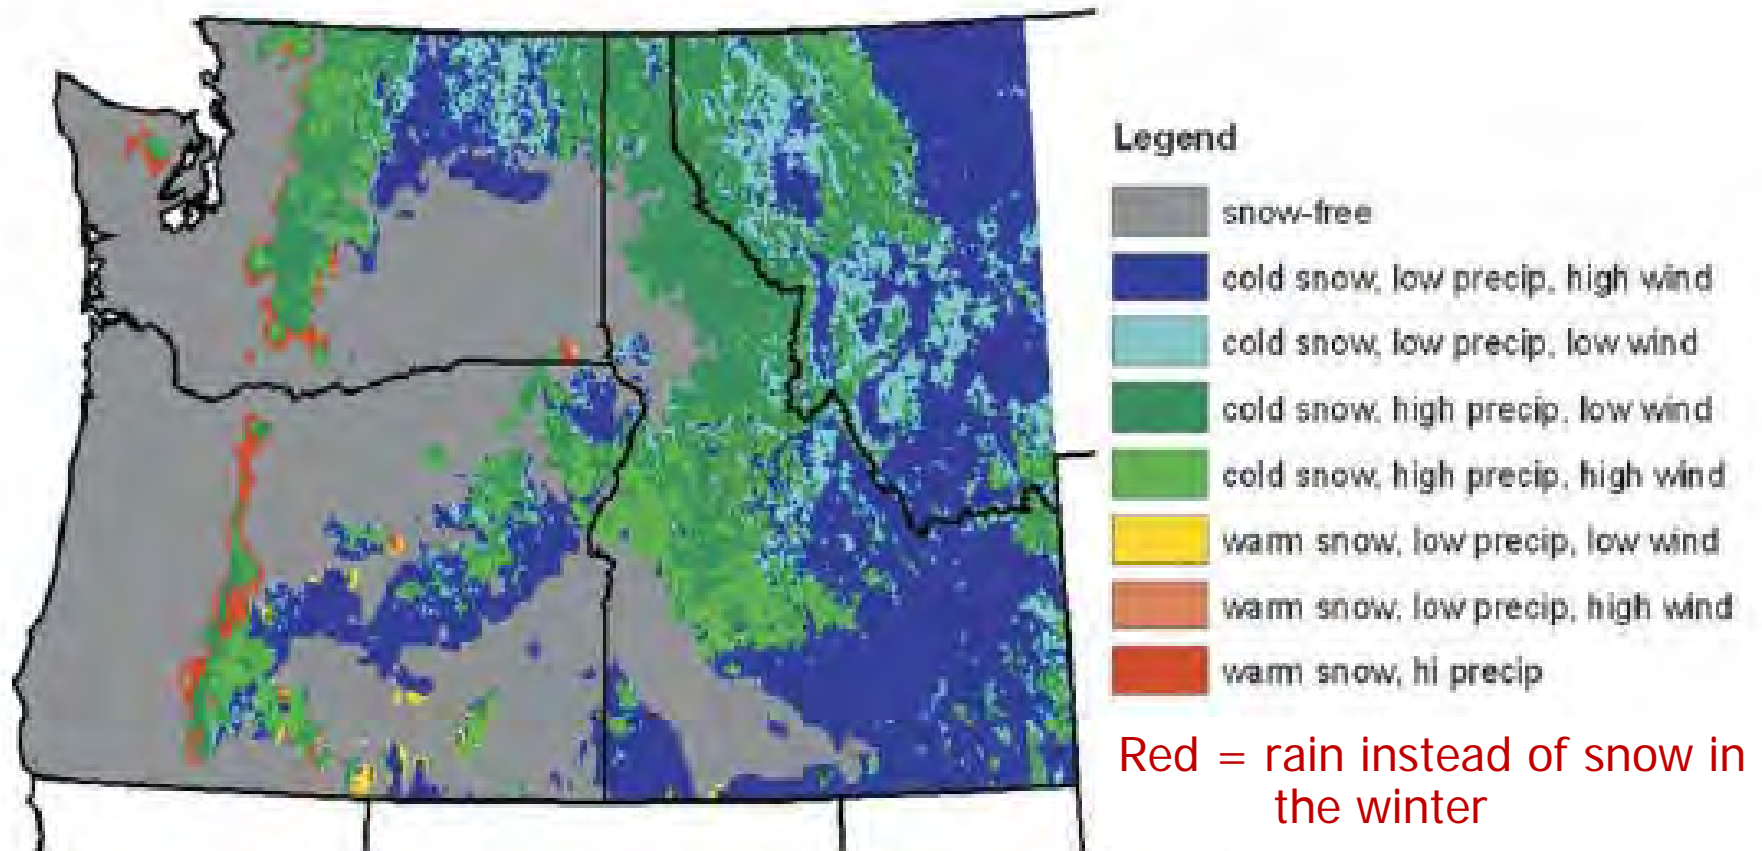 Legend
snow-free
cold snow, low precip, high wind
cold snow, low precip, low wind
cold snow, high precip, low wind
cold snow, high precip, high wind
warm snow, low precip, low wind
warm snow, low precip, high wind
warm snow, hi precip
Red = rain instead of snow in
the winter